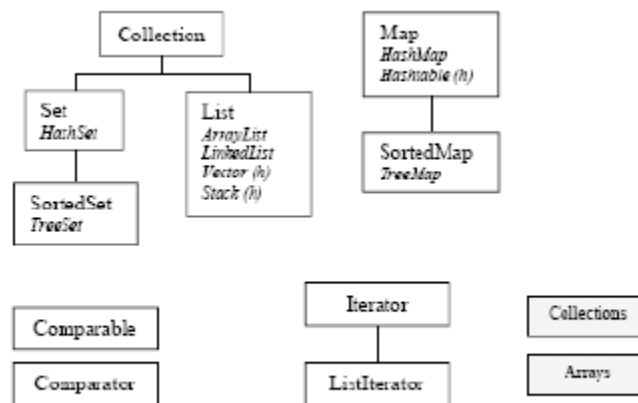 Collection
Set
HashSet
SortedSet
TreeSet
List
ArrayList
LinkedList
Vector (h)
Stack (h)
Map
HashMap
Hashtable (h)
SortedMap
TreeMap
Comparable
Comparator
Iterator
ListIterator
Collections
Arrays